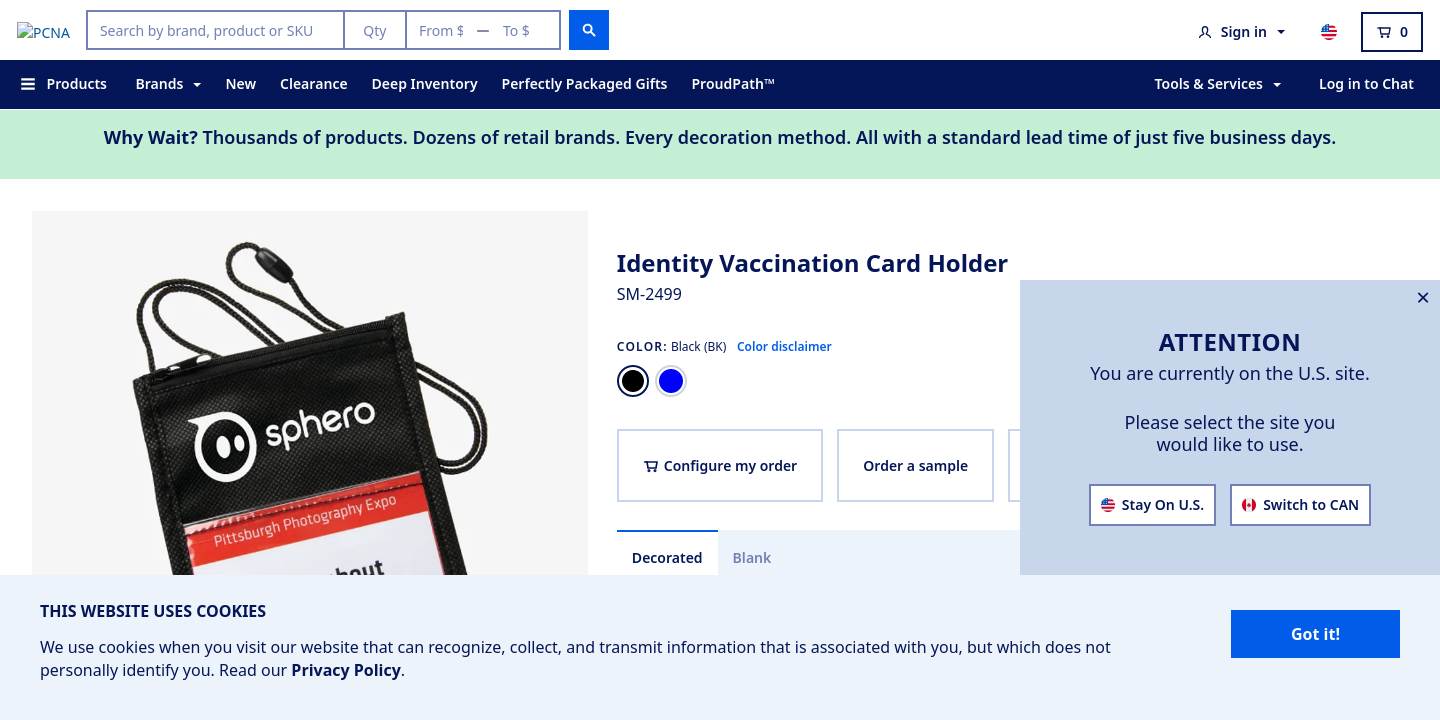 PCNA
Search by brand, product or SKU
Qty
From $ — To $
Sign in
0
Products
Brands
New
Clearance
Deep Inventory
Perfectly Packaged Gifts
ProudPath™
Tools & Services
Log in to Chat
Why Wait? Thousands of products. Dozens of retail brands. Every decoration method. All with a standard lead time of just five business days.
sphero
Pittsburgh Photography Expo
Identity Vaccination Card Holder
SM-2499
COLOR: Black (BK) Color disclaimer
Configure my order
Order a sample
Decorated
Blank
ATTENTION
You are currently on the U.S. site.
Please select the site you
would like to use.
Stay On U.S.
Switch to CAN
THIS WEBSITE USES COOKIES
We use cookies when you visit our website that can recognize, collect, and transmit information that is associated with you, but which does not
personally identify you. Read our Privacy Policy.
Got it!